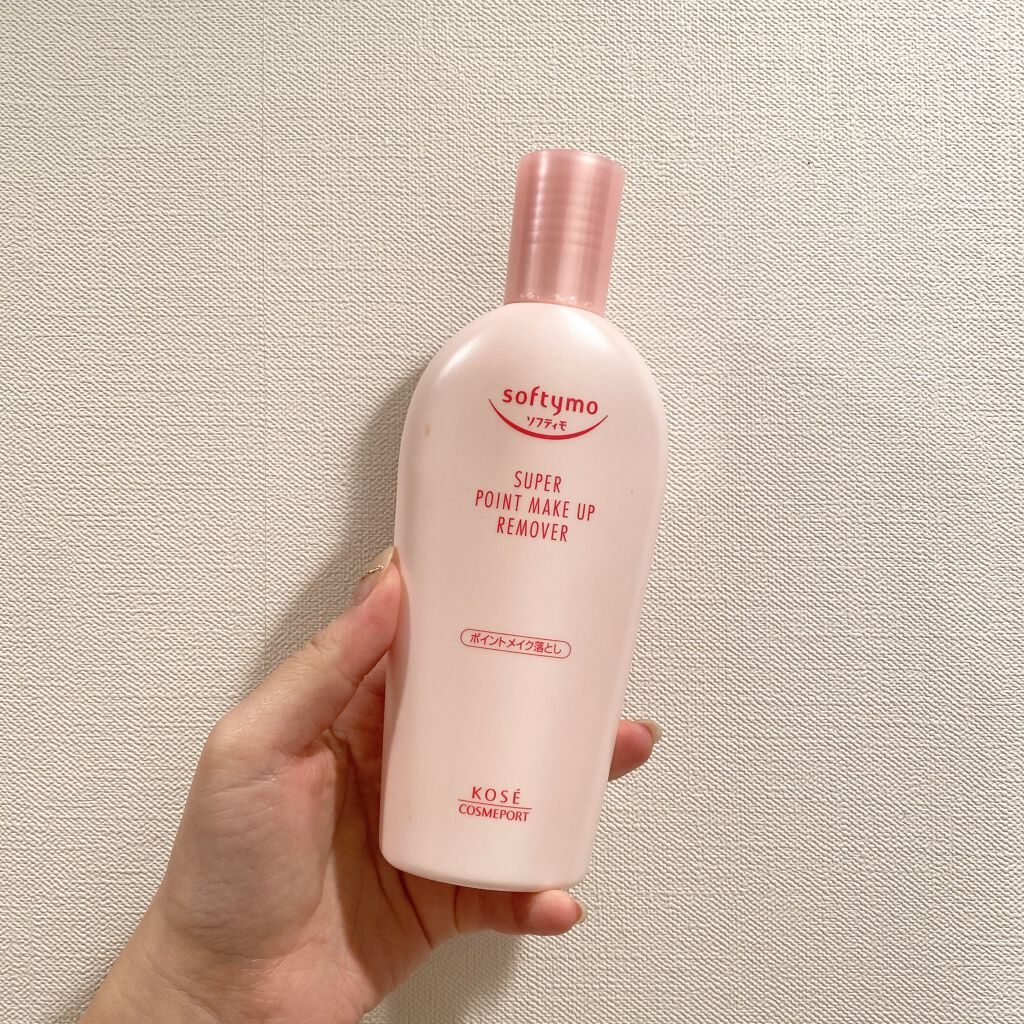 softymo
ソフティモ
SUPER
POINT MAKE UP
REMOVER
ポイントメイク落とし
KOSÉ
COSMEPORT